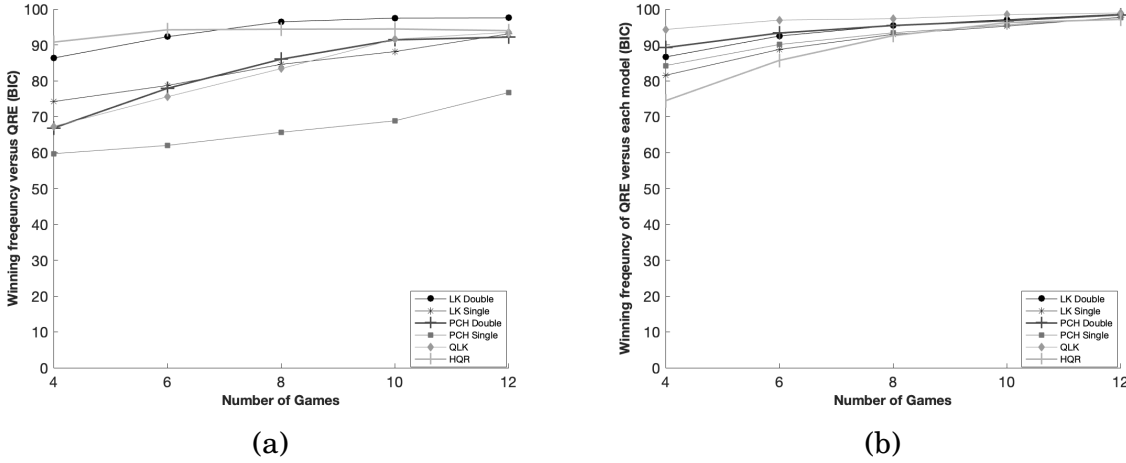 100
90
80
70
60
50
40
30
20
10
0
Winning freqeuncy versus QRE (BIC)
4 6 8 10 12
Number of Games
LK Double
LK Single
PCH Double
PCH Single
QLK
HQR
(a)
100
90
80
70
60
50
40
30
20
10
0
Winning freqeuncy of QRE versus each model (BIC)
4 6 8 10 12
Number of Games
LK Double
LK Single
PCH Double
PCH Single
QLK
HQR
(b)